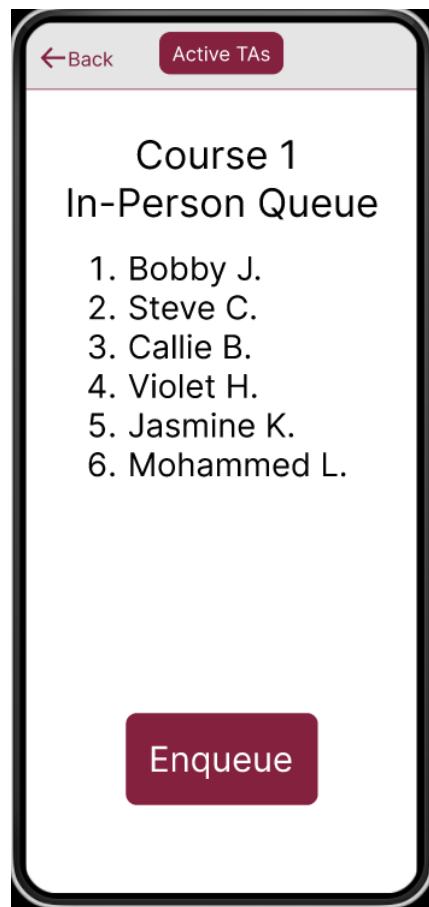 Back
Active TAs
Course 1
In-Person Queue
1. Bobby J.
2. Steve C.
3. Callie B.
4. Violet H.
5. Jasmine K.
6. Mohammed L.
Enqueue